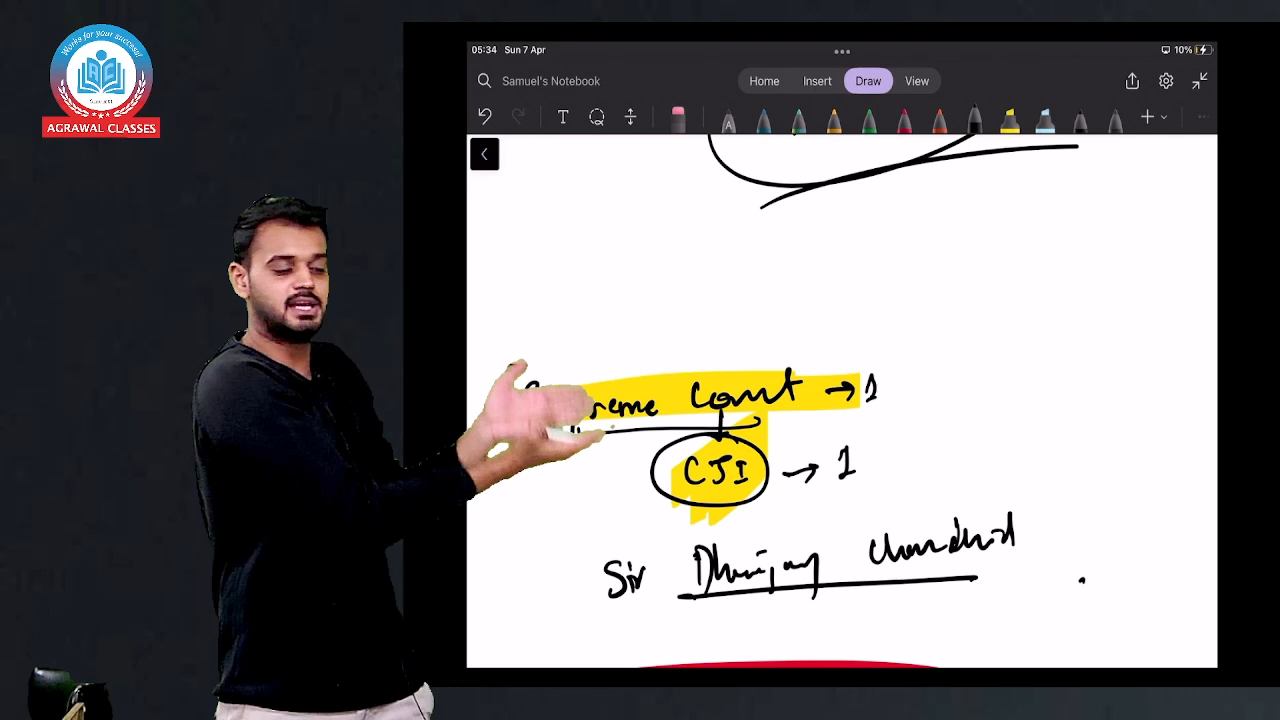 Works for your success!
AC
AGRAWAL CLASSES
05:34 Sun 7 Apr
10%
Samuel's Notebook
Home Insert Draw View
T
A
reme Court → 1
CJI → 1
Sir